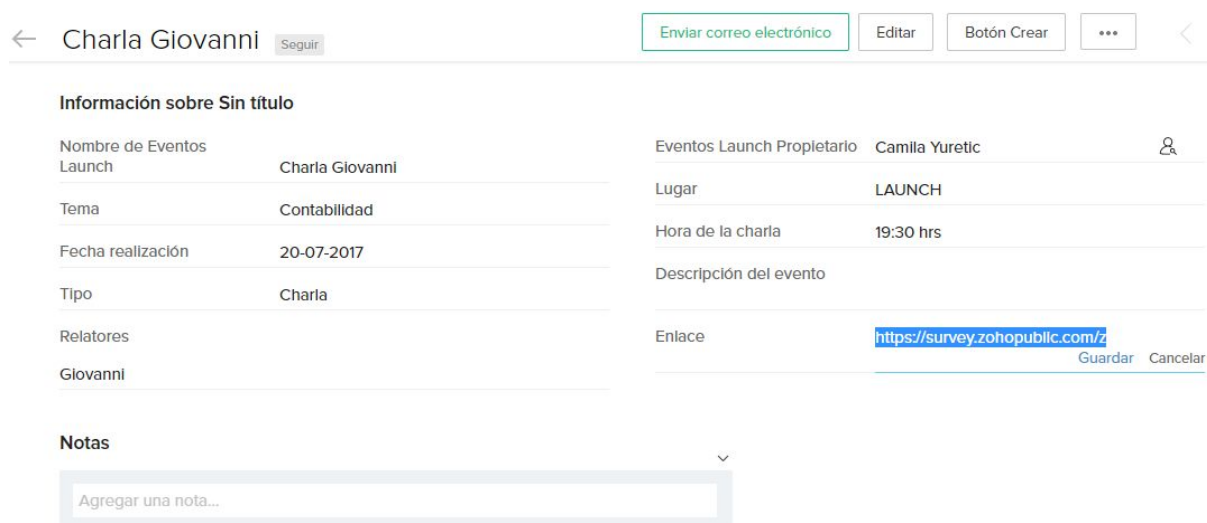 Charla Giovanni Seguir Enviar correo electrónico Editar Botón Crear
Información sobre Sin título
Nombre de Eventos
Launch Charla Giovanni
Tema Contabilidad
Fecha realización 20-07-2017
Tipo Charla
Relatores
Giovanni
Eventos Launch Propietario Camila Yuretic
Lugar LAUNCH
Hora de la charla 19:30 hrs
Descripción del evento
Enlace https://survey.zohopublic.com/z
Guardar Cancelar
Notas
Agregar una nota...